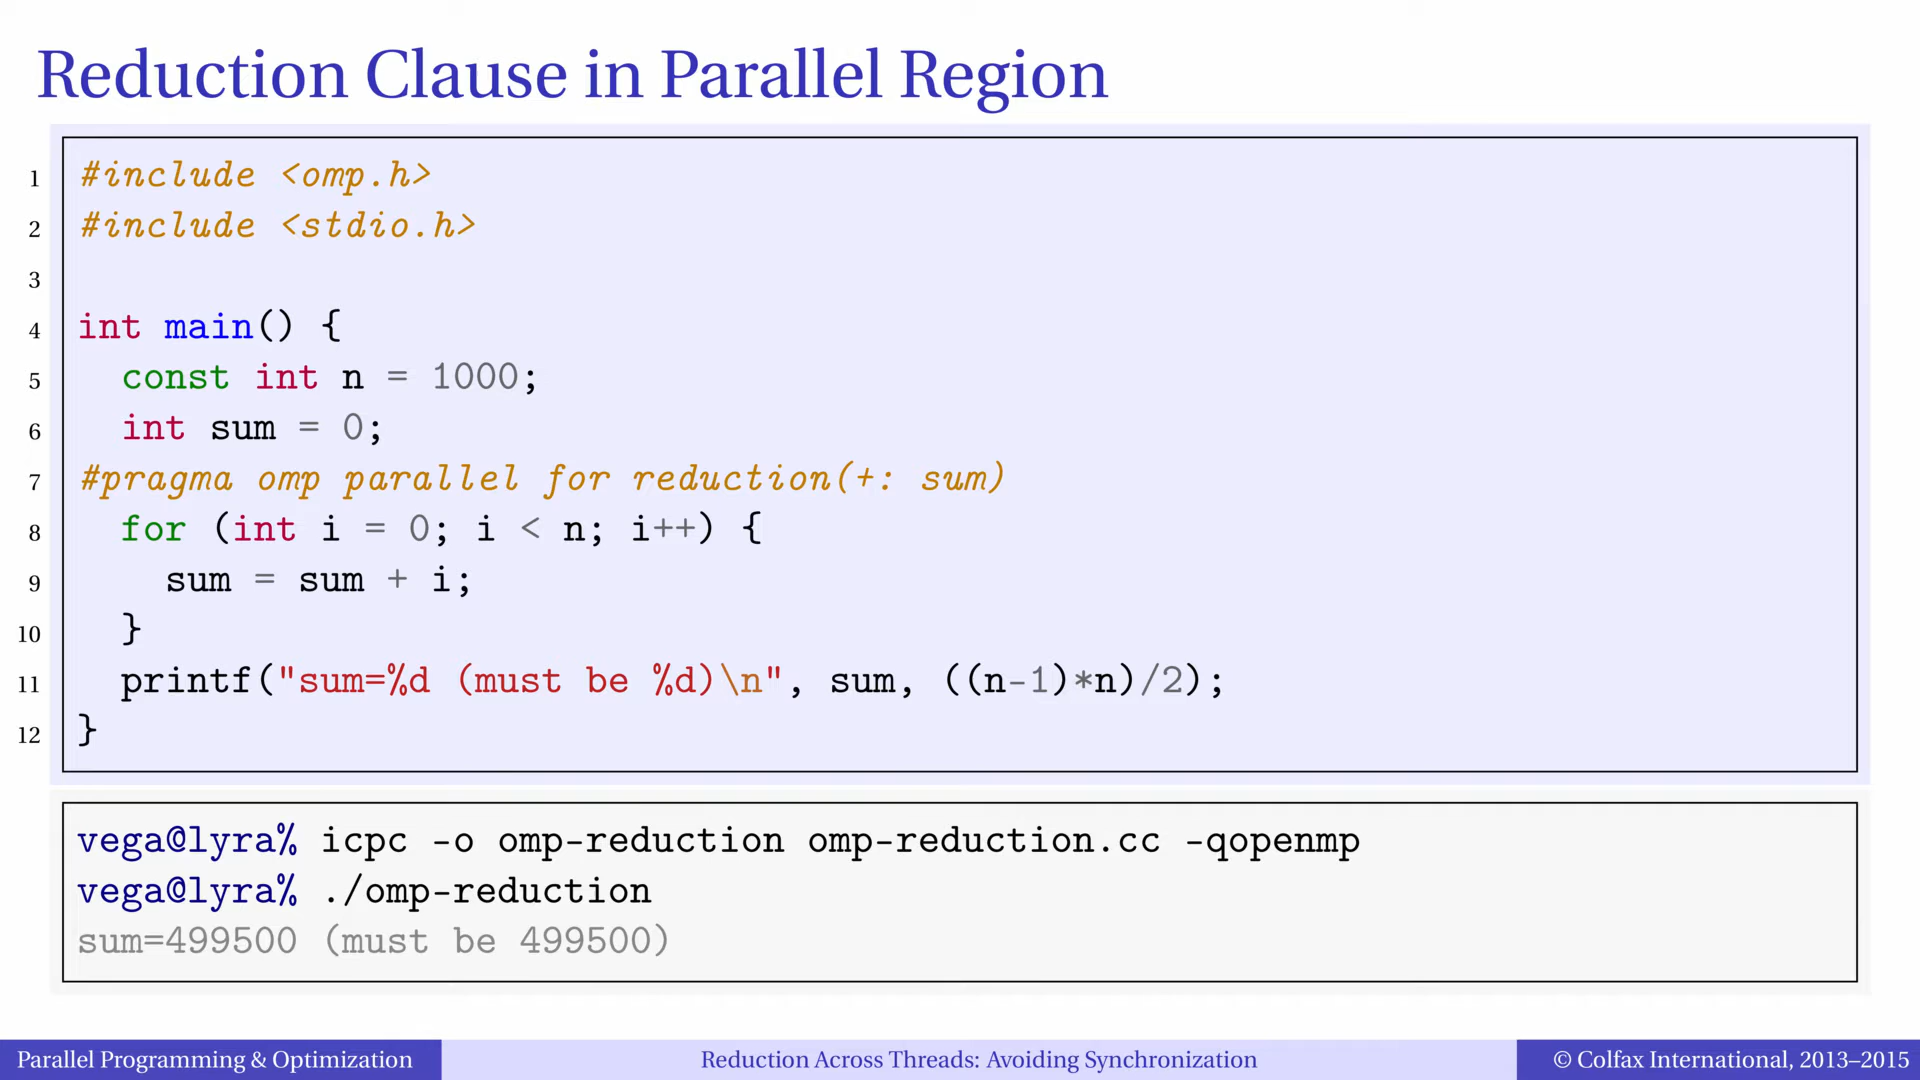 Reduction Clause in Parallel Region
1 #include <omp.h>
2 #include <stdio.h>
3
4 int main() {
5   const int n = 1000;
6   int sum = 0;
7 #pragma omp parallel for reduction(+: sum)
8   for (int i = 0; i < n; i++) {
9     sum = sum + i;
10   }
11   printf("sum=%d (must be %d)\n", sum, ((n-1)*n)/2);
12 }
vega@lyra% icpc -o omp-reduction omp-reduction.cc -qopenmp
vega@lyra% ./omp-reduction
sum=499500 (must be 499500)
Parallel Programming & Optimization
Reduction Across Threads: Avoiding Synchronization
© Colfax International, 2013–2015